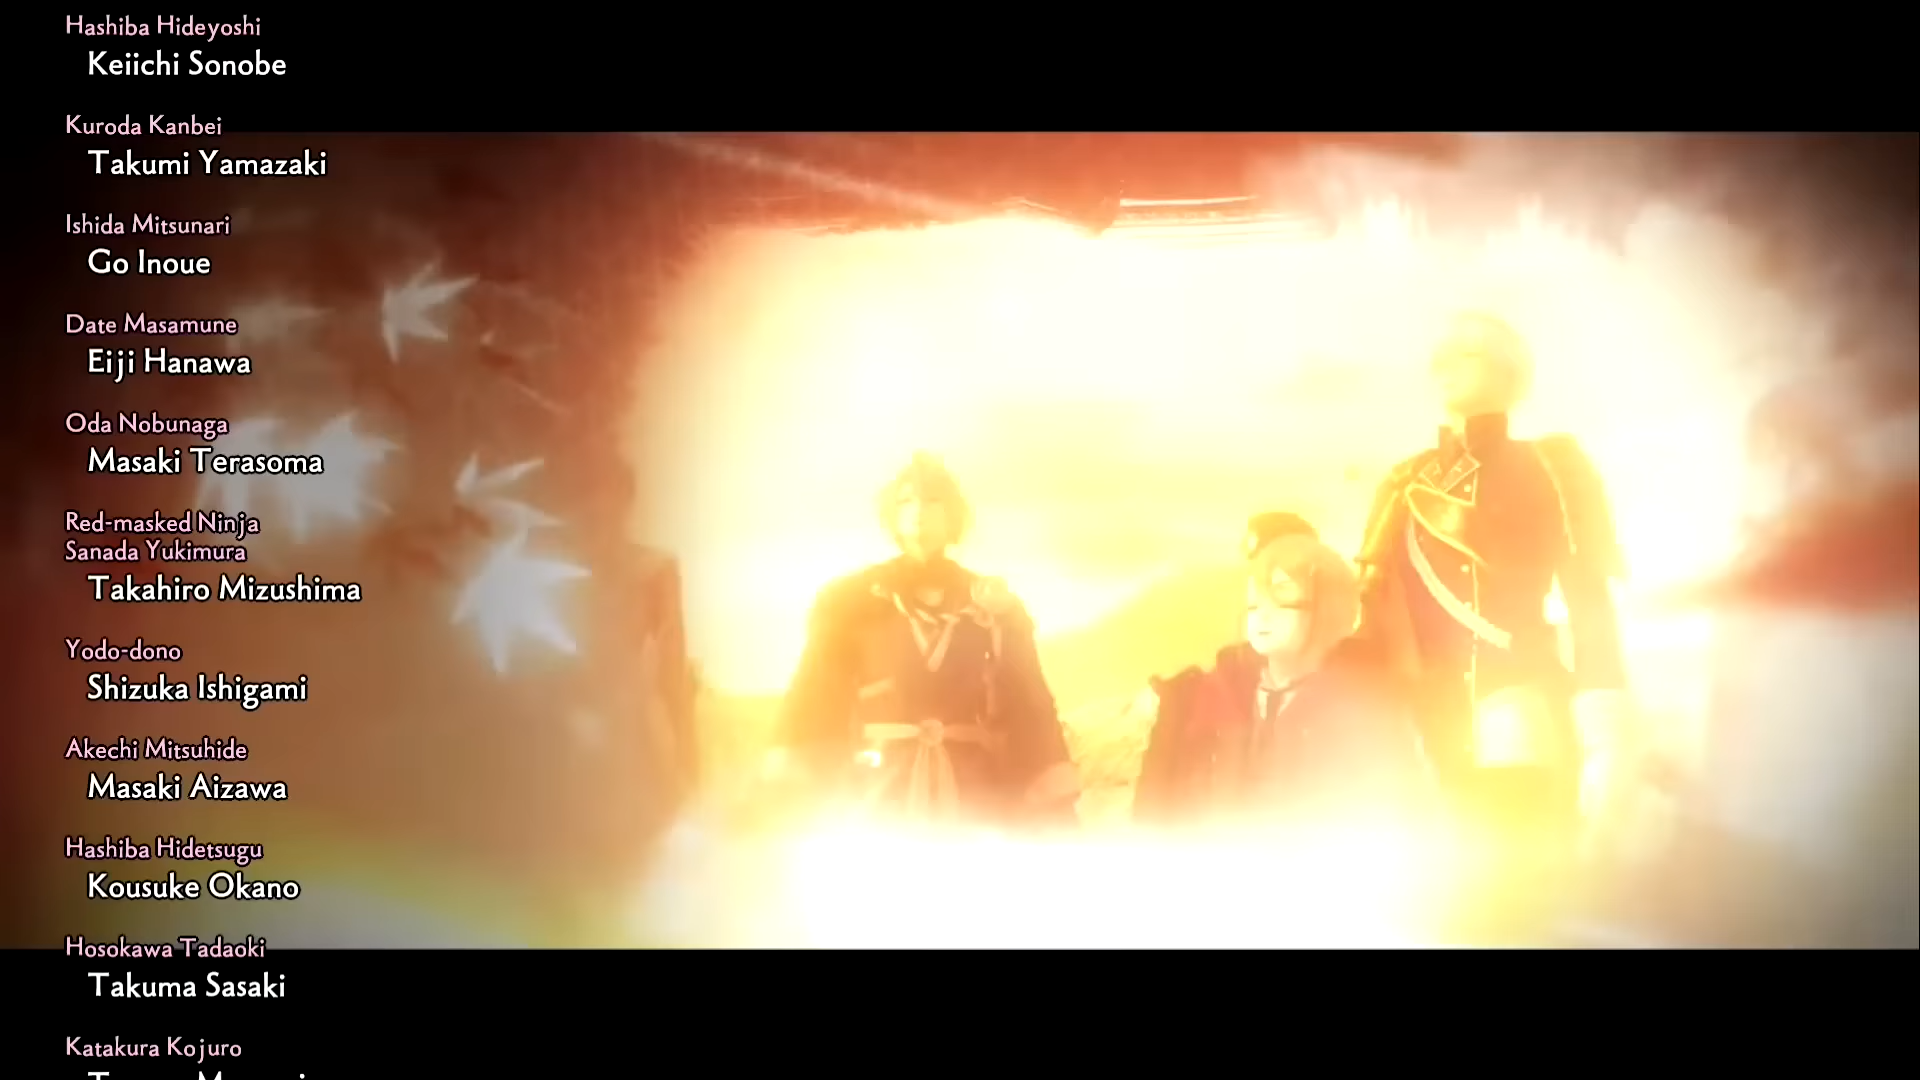 Hashiba Hideyoshi
Keiichi Sonobe
Kuroda Kanbei
Takumi Yamazaki
Ishida Mitsunari
Go Inoue
Date Masamune
Eiji Hanawa
Oda Nobunaga
Masaki Terasoma
Red-masked Ninja
Sanada Yukimura
Takahiro Mizushima
Yodo-dono
Shizuka Ishigami
Akechi Mitsuhide
Masaki Aizawa
Hashiba Hidetsugu
Kousuke Okano
Hosokawa Tadaoki
Takuma Sasaki
Katakura Kojuro